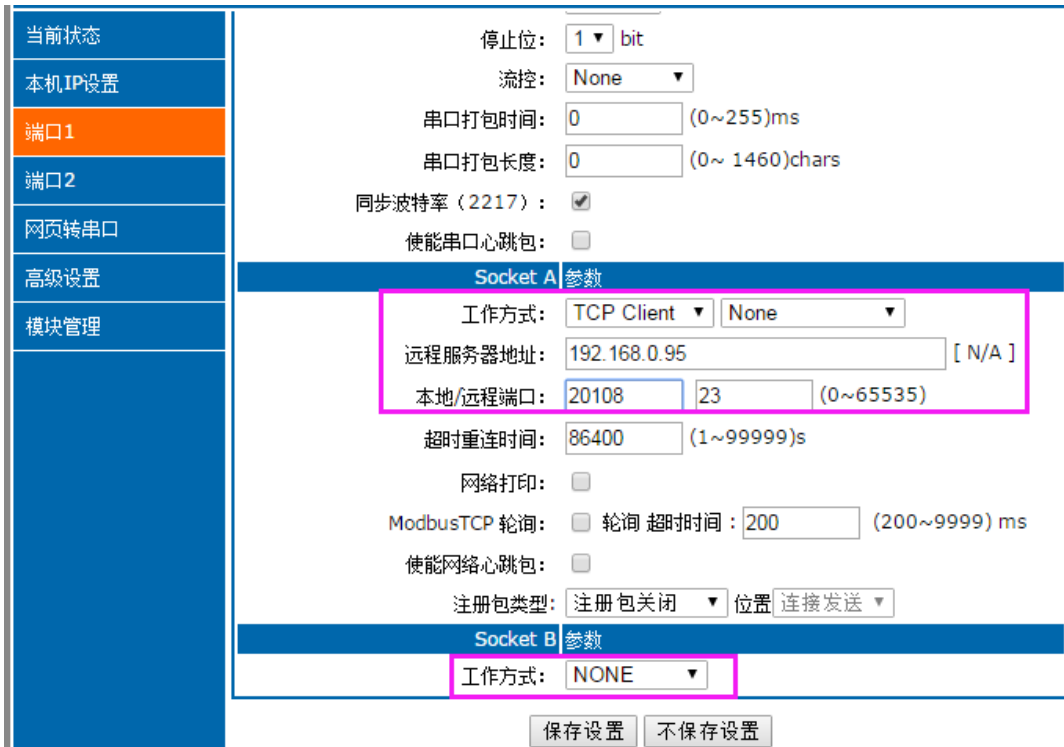 当前状态
本机IP设置
端口1
端口2
网页转串口
高级设置
模块管理
停止位: 1 bit
流控: None
串口打包时间: 0 (0~255)ms
串口打包长度: 0 (0~ 1460)chars
同步波特率（2217）:
使能串口心跳包:
Socket A 参数
工作方式: TCP Client None
远程服务器地址: 192.168.0.95 [ N/A ]
本地/远程端口: 20108 23 (0~65535)
超时重连时间: 86400 (1~99999)s
网络打印:
ModbusTCP 轮询: 轮询 超时时间 : 200 (200~9999) ms
使能网络心跳包:
注册包类型: 注册包关闭 位置 连接发送
Socket B 参数
工作方式: NONE
保存设置 不保存设置